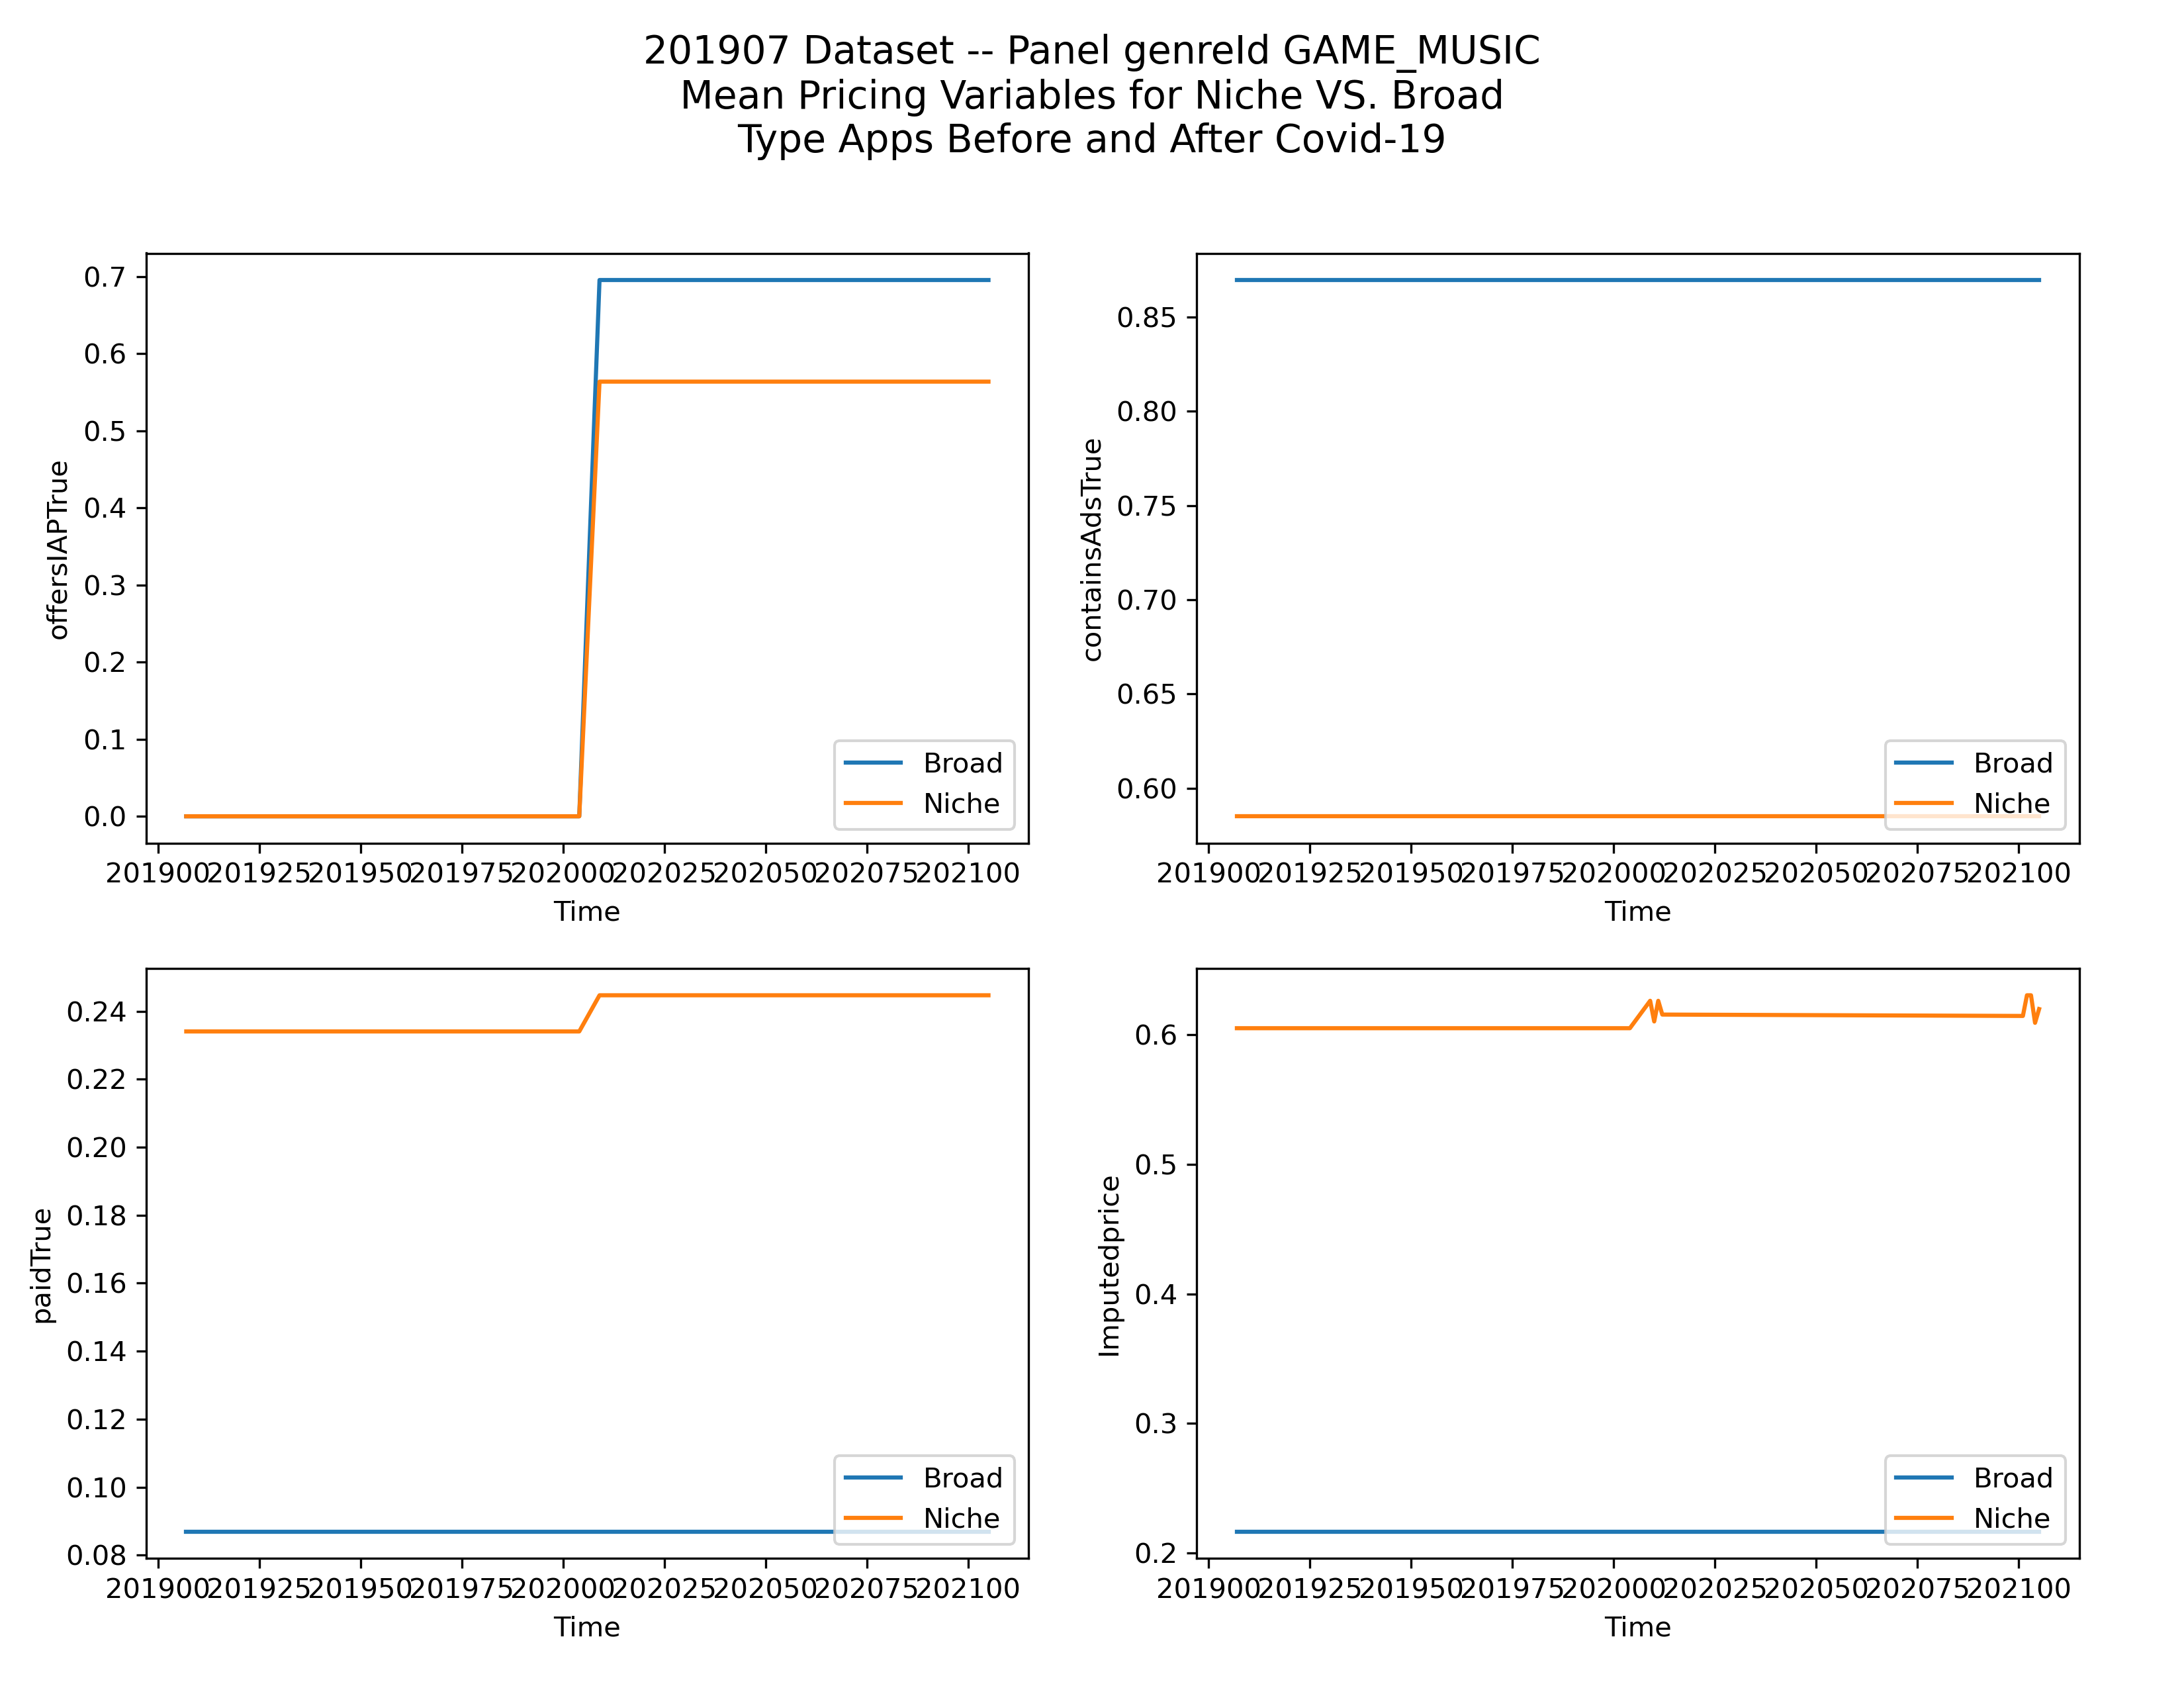 201907 Dataset -- Panel genreId GAME_MUSIC
Mean Pricing Variables for Niche VS. Broad
Type Apps Before and After Covid-19
offersIAPTrue
0.7
0.6
0.5
0.4
0.3
0.2
0.1
0.0
Broad
Niche
201900 201925 201950 201975 202000 202025 202050 202075 202100
Time
containsAdsTrue
0.85
0.80
0.75
0.70
0.65
0.60
Broad
Niche
201900 201925 201950 201975 202000 202025 202050 202075 202100
Time
paidTrue
0.24
0.22
0.20
0.18
0.16
0.14
0.12
0.10
0.08
Broad
Niche
201900 201925 201950 201975 202000 202025 202050 202075 202100
Time
Imputedprice
0.6
0.5
0.4
0.3
0.2
Broad
Niche
201900 201925 201950 201975 202000 202025 202050 202075 202100
Time